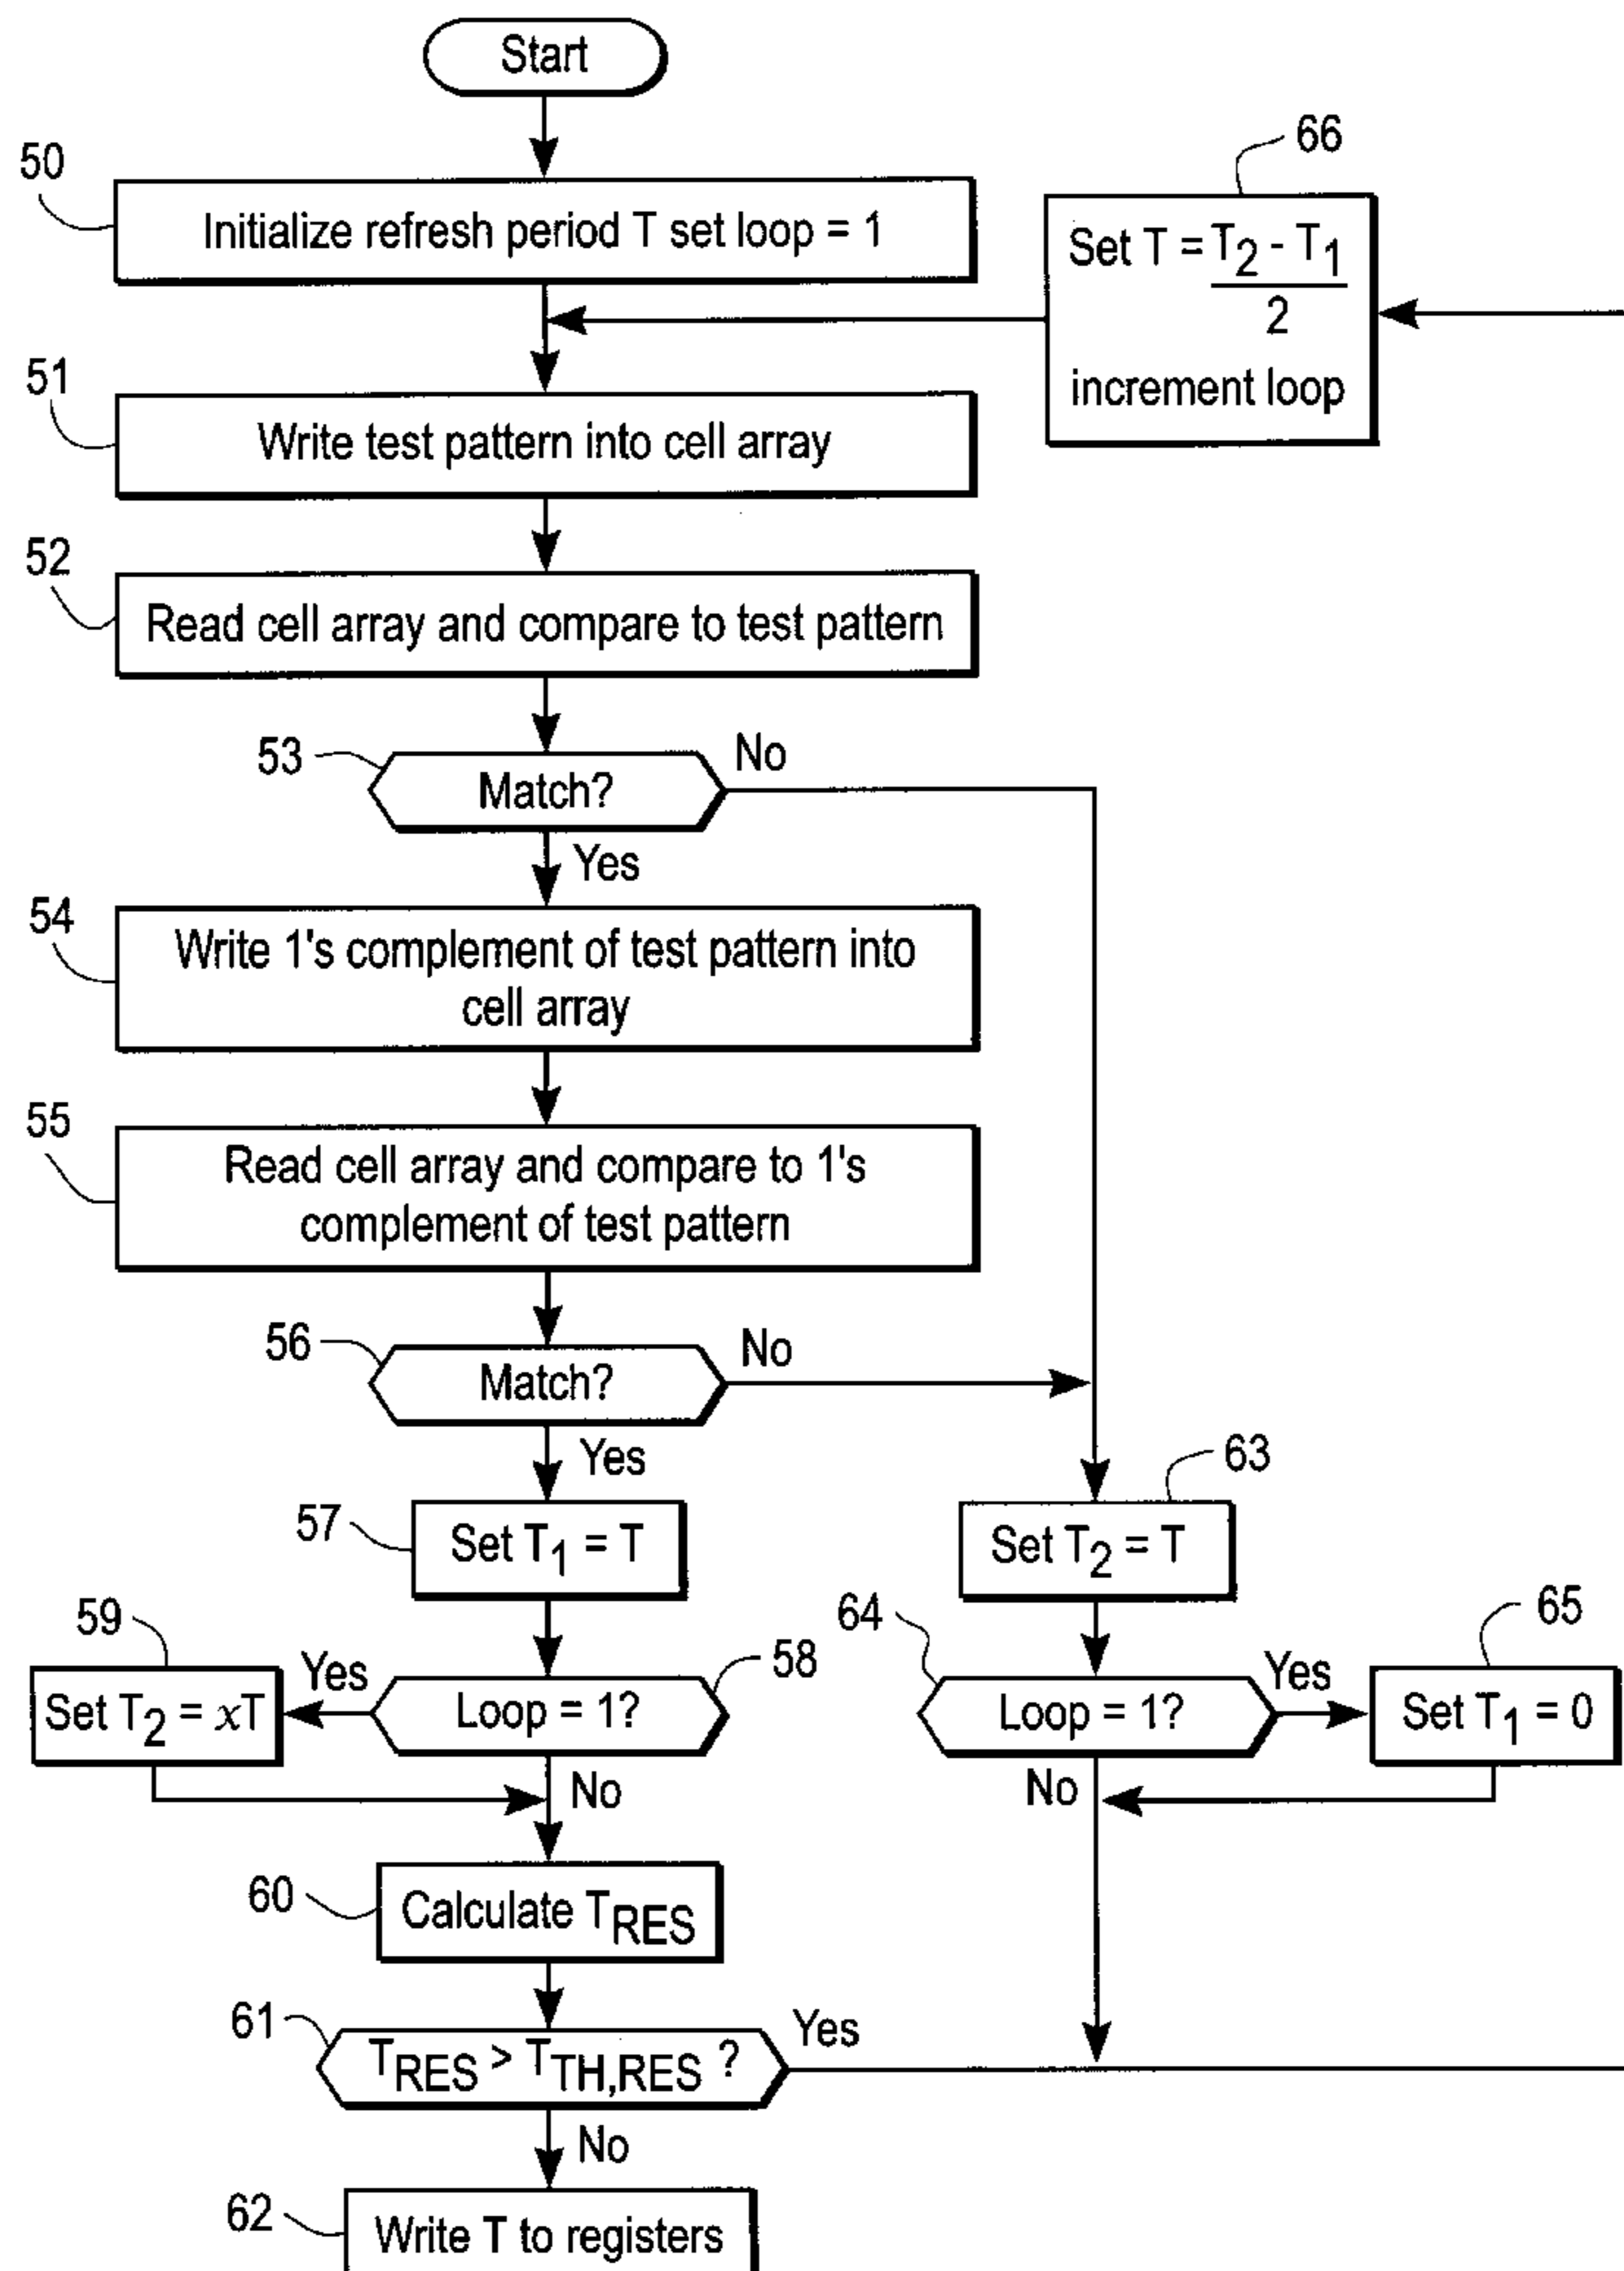 Start
50
Initialize refresh period T set loop = 1
66
Set T = T2 - T1
2
increment loop
51
Write test pattern into cell array
52
Read cell array and compare to test pattern
53
Match?
No
Yes
54
Write 1's complement of test pattern into
cell array
55
Read cell array and compare to 1's
complement of test pattern
56
Match?
No
Yes
57
Set T1 = T
63
Set T2 = T
59
Set T2 = xT
Yes
58
Loop = 1?
No
64
Loop = 1?
Yes
No
65
Set T1 = 0
60
Calculate TRES
61
TRES > TTH,RES ?
Yes
No
62
Write T to registers